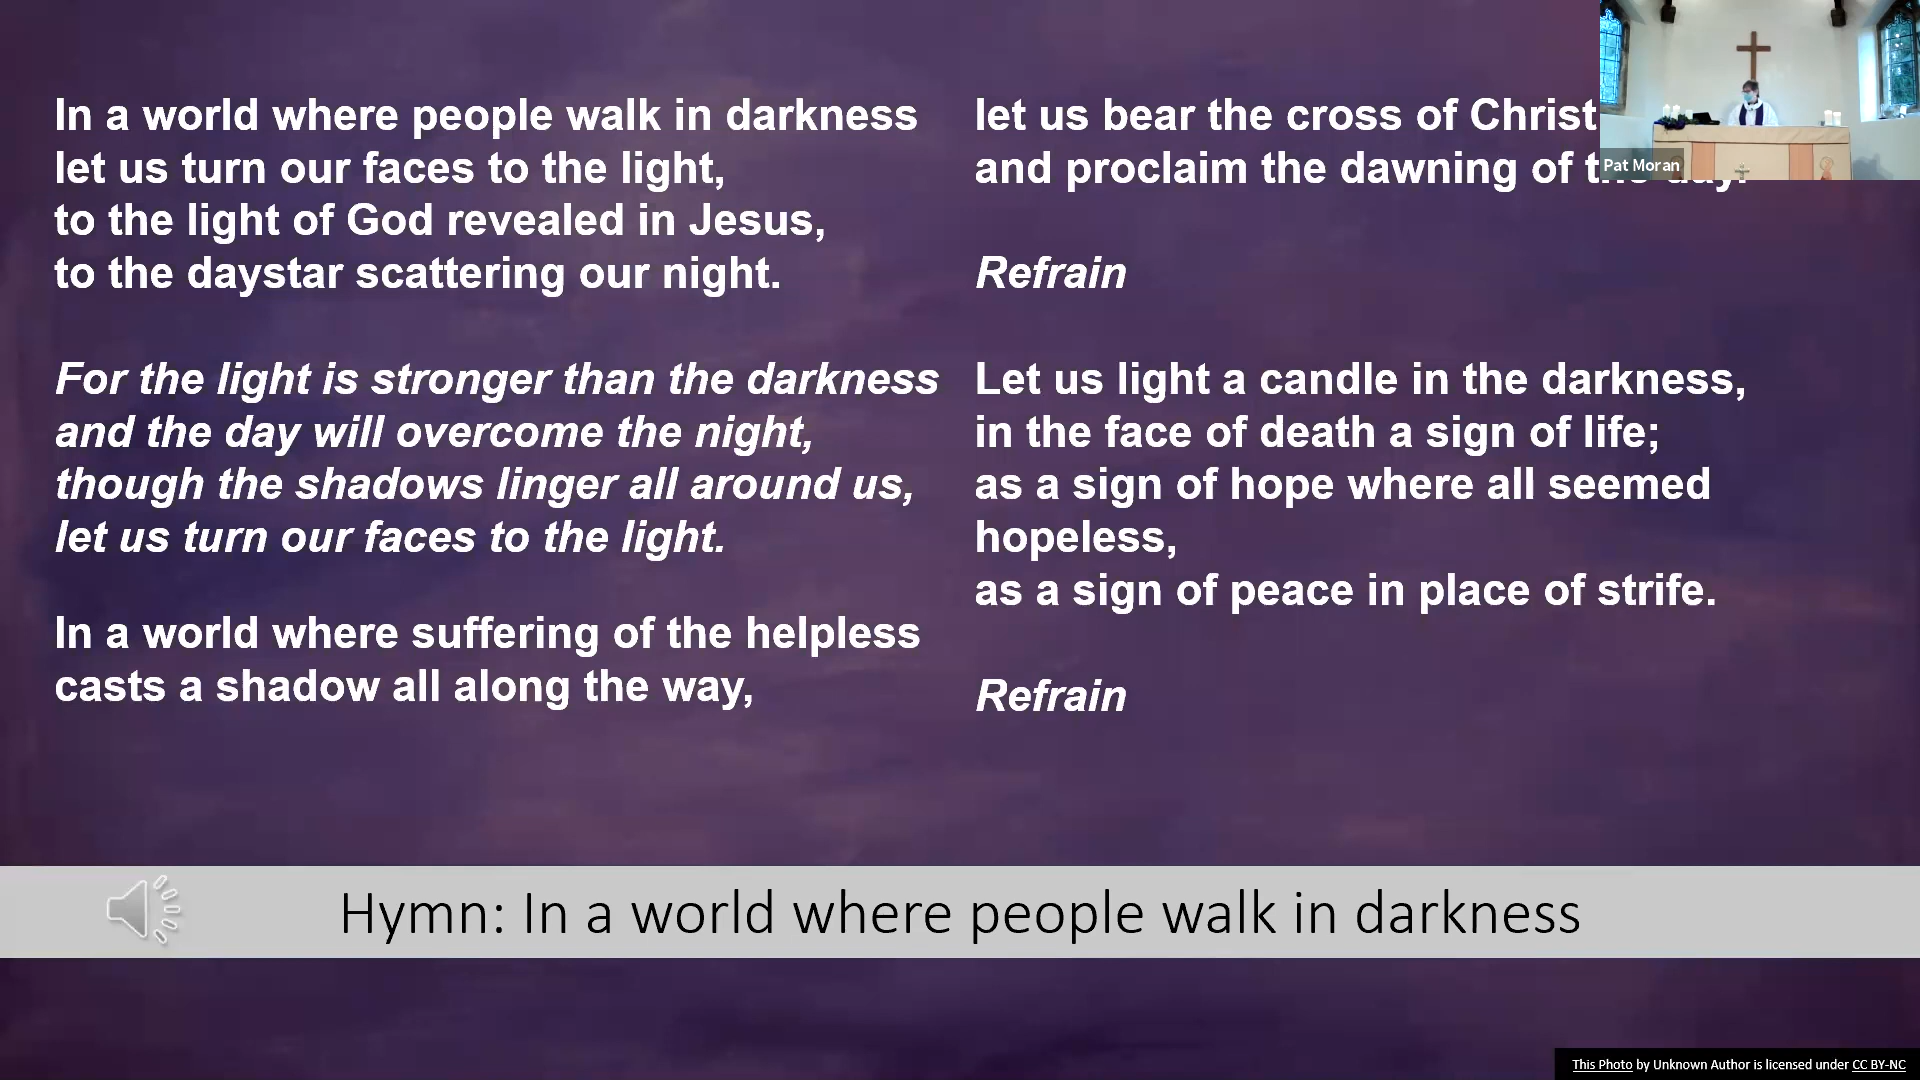 In a world where people walk in darkness
let us turn our faces to the light,
to the light of God revealed in Jesus,
to the daystar scattering our night.
For the light is stronger than the darkness
and the day will overcome the night,
though the shadows linger all around us,
let us turn our faces to the light.
In a world where suffering of the helpless
casts a shadow all along the way,
let us bear the cross of Christ
and proclaim the dawning of the day.
Refrain
Let us light a candle in the darkness,
in the face of death a sign of life;
as a sign of hope where all seemed
hopeless,
as a sign of peace in place of strife.
Refrain
Pat Moran
Hymn: In a world where people walk in darkness
This Photo by Unknown Author is licensed under CC BY-NC